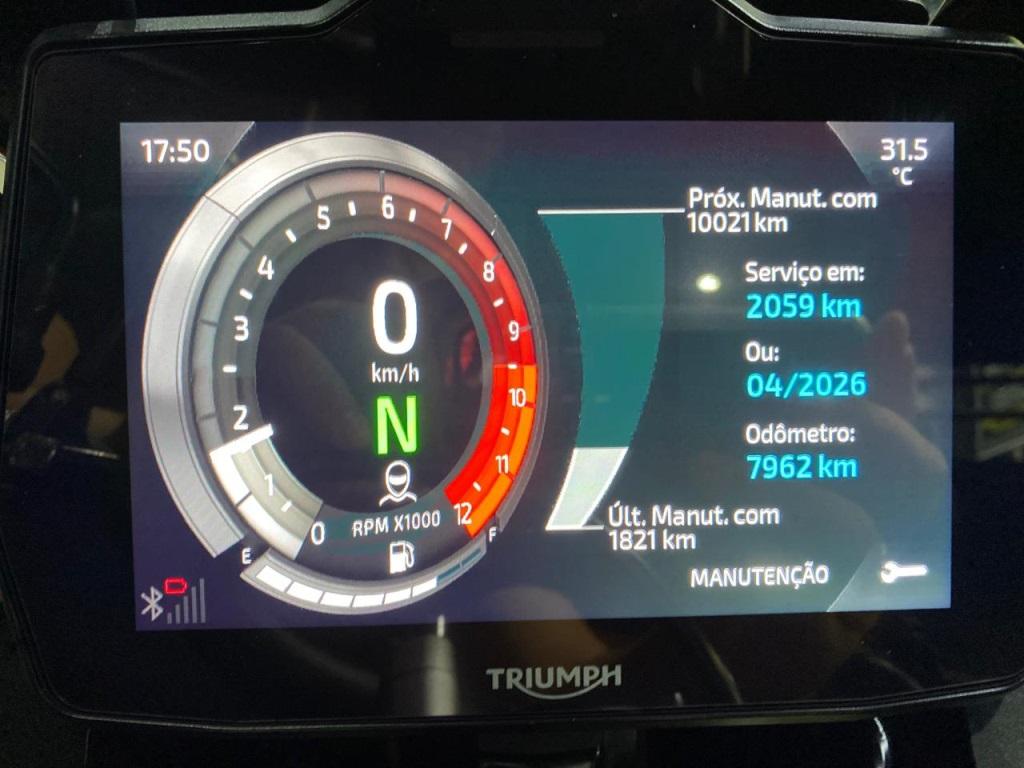 17:50
31.5
°C
Próx. Manut. com
10021 km
Serviço em:
2059 km
Ou:
04/2026
Odômetro:
7962 km
Últ. Manut. com
1821 km
MANUTENÇÃO
0
1
2
3
4
5
6
7
8
9
10
11
12
0
km/h
N
RPM X1000
E
F
TRIUMPH